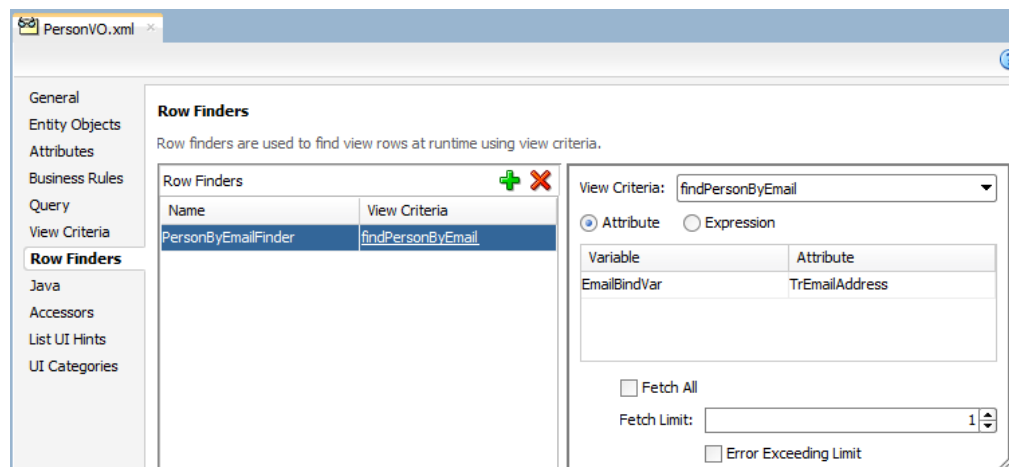 PersonVO.xml
General
Entity Objects
Attributes
Business Rules
Query
View Criteria
Row Finders
Java
Accessors
List UI Hints
UI Categories
Row Finders
Row finders are used to find view rows at runtime using view criteria.
Row Finders
Name View Criteria
PersonByEmailFinder findPersonByEmail
View Criteria: findPersonByEmail
Attribute Expression
Variable Attribute
EmailBindVar TrEmailAddress
Fetch All
Fetch Limit: 1
Error Exceeding Limit